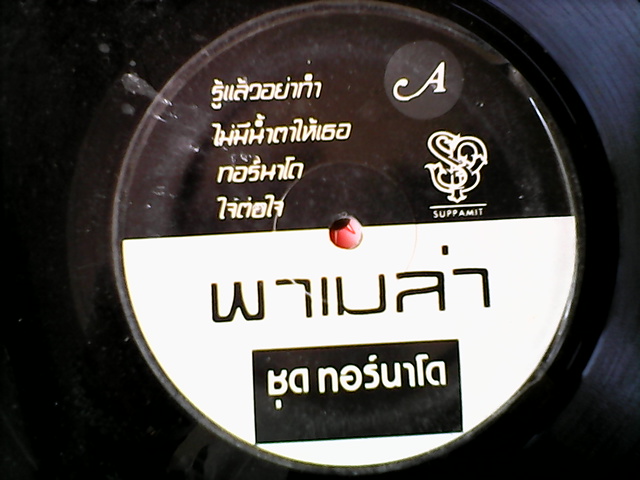 รู้แล้วอย่าทำ
A
ไม่มีน้ำตาให้เธอ
ทอร์นาโด
ใจต่อใจ
SUPPAMIT
พาเมล่า
ชุด ทอร์นาโด